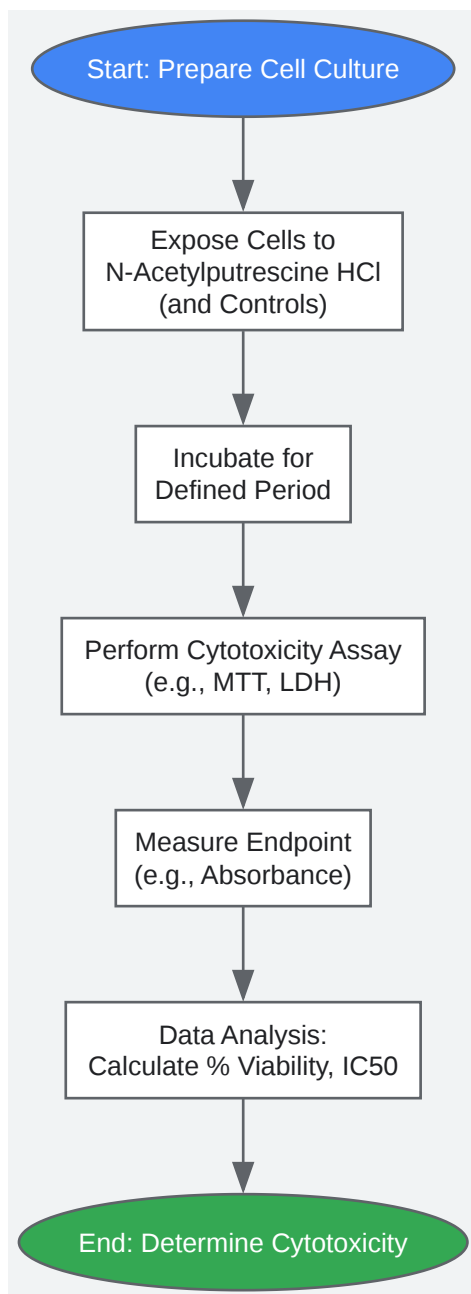 Start: Prepare Cell Culture
Expose Cells to
N-Acetylputrescine HCl
(and Controls)
Incubate for
Defined Period
Perform Cytotoxicity Assay
(e.g., MTT, LDH)
Measure Endpoint
(e.g., Absorbance)
Data Analysis:
Calculate % Viability, IC50
End: Determine Cytotoxicity